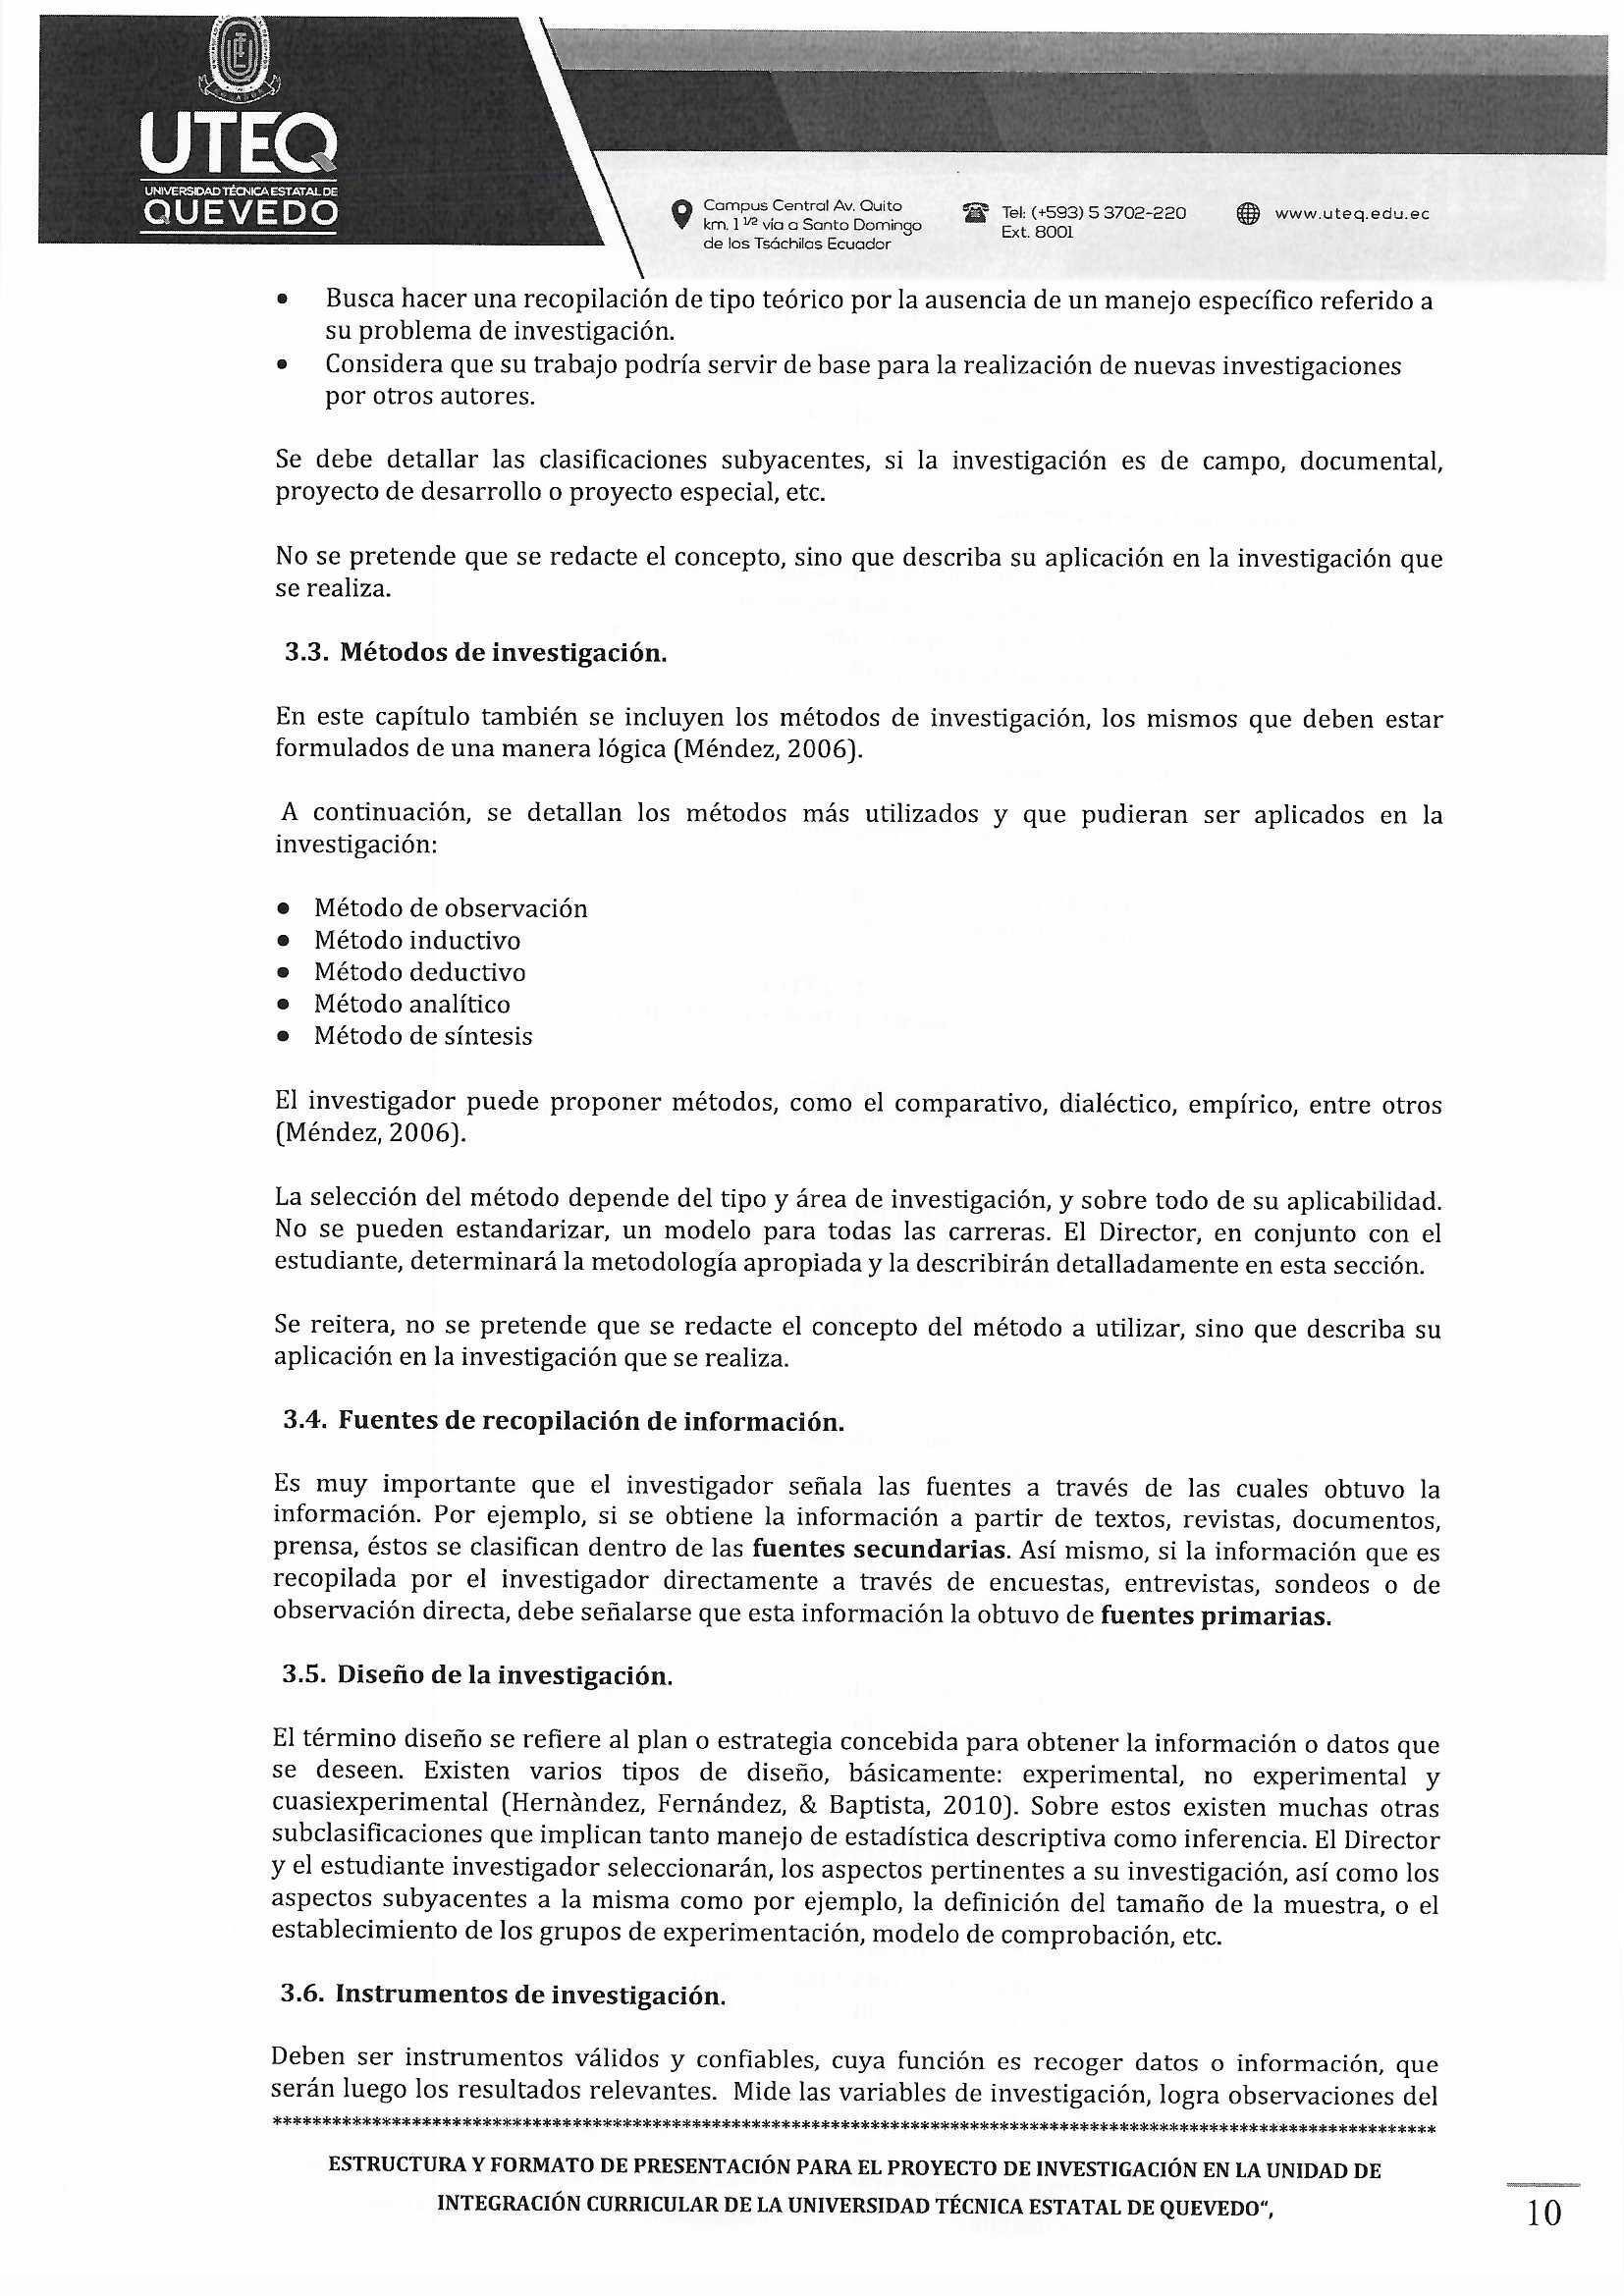 UTEQ
UNIVERSIDAD TÉCNICA ESTATAL DE
QUEVEDO
Campus Central Av. Quito
km. 1 1/2 vía a Santo Domingo
de los Tsáchilas Ecuador
Tel: (+593) 5 3702-220
Ext. 8001
www.uteq.edu.ec
• Busca hacer una recopilación de tipo teórico por la ausencia de un manejo específico referido a
su problema de investigación.
• Considera que su trabajo podría servir de base para la realización de nuevas investigaciones
por otros autores.
Se debe detallar las clasificaciones subyacentes, si la investigación es de campo, documental,
proyecto de desarrollo o proyecto especial, etc.
No se pretende que se redacte el concepto, sino que describa su aplicación en la investigación que
se realiza.
3.3. Métodos de investigación.
En este capítulo también se incluyen los métodos de investigación, los mismos que deben estar
formulados de una manera lógica (Méndez, 2006).
A continuación, se detallan los métodos más utilizados y que pudieran ser aplicados en la
investigación:
• Método de observación
• Método inductivo
• Método deductivo
• Método analítico
• Método de síntesis
El investigador puede proponer métodos, como el comparativo, dialéctico, empírico, entre otros
(Méndez, 2006).
La selección del método depende del tipo y área de investigación, y sobre todo de su aplicabilidad.
No se pueden estandarizar, un modelo para todas las carreras. El Director, en conjunto con el
estudiante, determinará la metodología apropiada y la describirán detalladamente en esta sección.
Se reitera, no se pretende que se redacte el concepto del método a utilizar, sino que describa su
aplicación en la investigación que se realiza.
3.4. Fuentes de recopilación de información.
Es muy importante que el investigador señala las fuentes a través de las cuales obtuvo la
información. Por ejemplo, si se obtiene la información a partir de textos, revistas, documentos,
prensa, éstos se clasifican dentro de las fuentes secundarias. Así mismo, si la información que es
recopilada por el investigador directamente a través de encuestas, entrevistas, sondeos o de
observación directa, debe señalarse que esta información la obtuvo de fuentes primarias.
3.5. Diseño de la investigación.
El término diseño se refiere al plan o estrategia concebida para obtener la información o datos que
se deseen. Existen varios tipos de diseño, básicamente: experimental, no experimental y
cuasiexperimental (Hernàndez, Fernández, & Baptista, 2010). Sobre estos existen muchas otras
subclasificaciones que implican tanto manejo de estadística descriptiva como inferencia. El Director
y el estudiante investigador seleccionarán, los aspectos pertinentes a su investigación, así como los
aspectos subyacentes a la misma como por ejemplo, la definición del tamaño de la muestra, o el
establecimiento de los grupos de experimentación, modelo de comprobación, etc.
3.6. Instrumentos de investigación.
Deben ser instrumentos válidos y confiables, cuya función es recoger datos o información, que
serán luego los resultados relevantes. Mide las variables de investigación, logra observaciones del
**********************************************************************************************************************
ESTRUCTURA Y FORMATO DE PRESENTACIÓN PARA EL PROYECTO DE INVESTIGACIÓN EN LA UNIDAD DE
INTEGRACIÓN CURRICULAR DE LA UNIVERSIDAD TÉCNICA ESTATAL DE QUEVEDO",
10